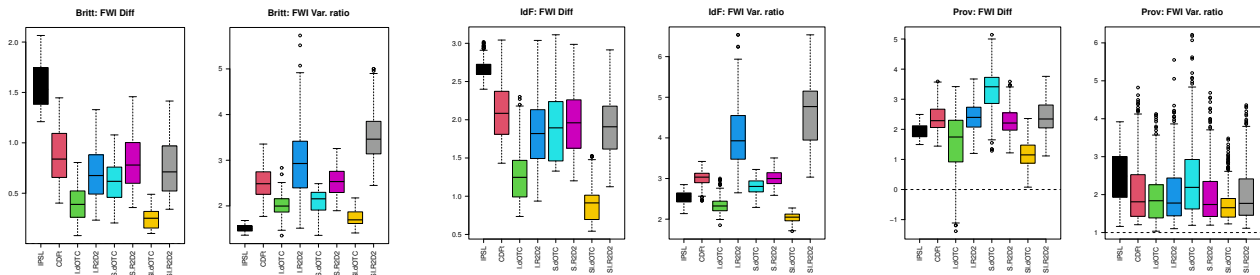 Britt: FWI Diff
2.0
1.5
1.0
0.5
IPSL
CDFt
I.dOTC
I.R2D2
S.dOTC
S.R2D2
SI.dOTC
SI.R2D2
Britt: FWI Var. ratio
5
4
3
2
IPSL
CDFt
I.dOTC
I.R2D2
S.dOTC
S.R2D2
SI.dOTC
SI.R2D2
IdF: FWI Diff
3.0
2.5
2.0
1.5
1.0
0.5
IPSL
CDFt
I.dOTC
I.R2D2
S.dOTC
S.R2D2
SI.dOTC
SI.R2D2
IdF: FWI Var. ratio
6
5
4
3
2
IPSL
CDFt
I.dOTC
I.R2D2
S.dOTC
S.R2D2
SI.dOTC
SI.R2D2
Prov: FWI Diff
5
4
3
2
1
0
-1
IPSL
CDFt
I.dOTC
I.R2D2
S.dOTC
S.R2D2
SI.dOTC
SI.R2D2
Prov: FWI Var. ratio
6
5
4
3
2
1
IPSL
CDFt
I.dOTC
I.R2D2
S.dOTC
S.R2D2
SI.dOTC
SI.R2D2